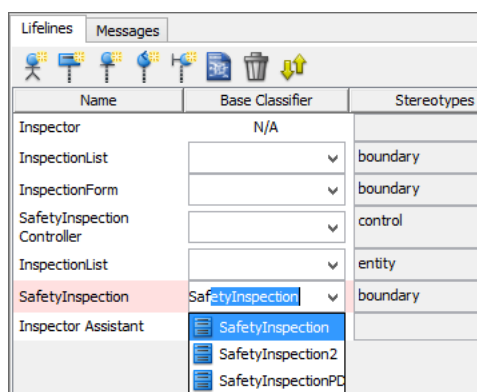 Lifelines Messages
Name Base Classifier Stereotypes
Inspector N/A
InspectionList boundary
InspectionForm boundary
SafetyInspection
Controller control
InspectionList entity
SafetyInspection SafetyInspection boundary
Inspector Assistant
SafetyInspection
SafetyInspection2
SafetyInspectionPD